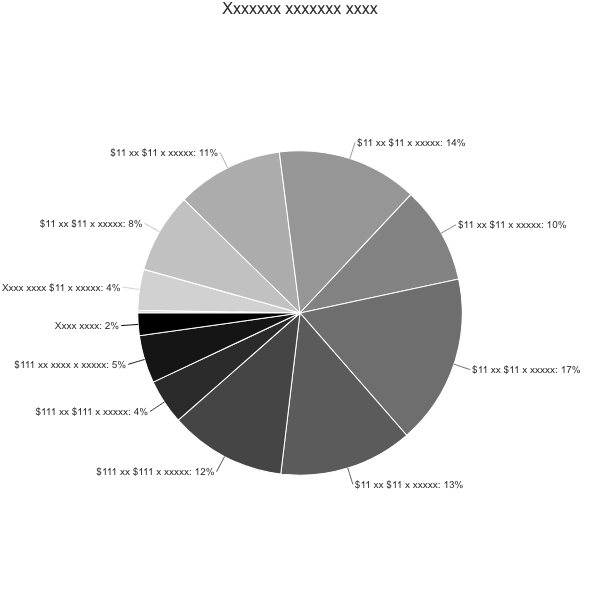 Xxxxxxx xxxxxxx xxxx
$11 xx $11 x xxxxx: 14%
$11 xx $11 x xxxxx: 11%
$11 xx $11 x xxxxx: 8%
$11 xx $11 x xxxxx: 10%
Xxxx xxxx $11 x xxxxx: 4%
Xxxx xxxx: 2%
$111 xx xxxx x xxxxx: 5%
$11 xx $11 x xxxxx: 17%
$111 xx $111 x xxxxx: 4%
$111 xx $111 x xxxxx: 12%
$11 xx $11 x xxxxx: 13%